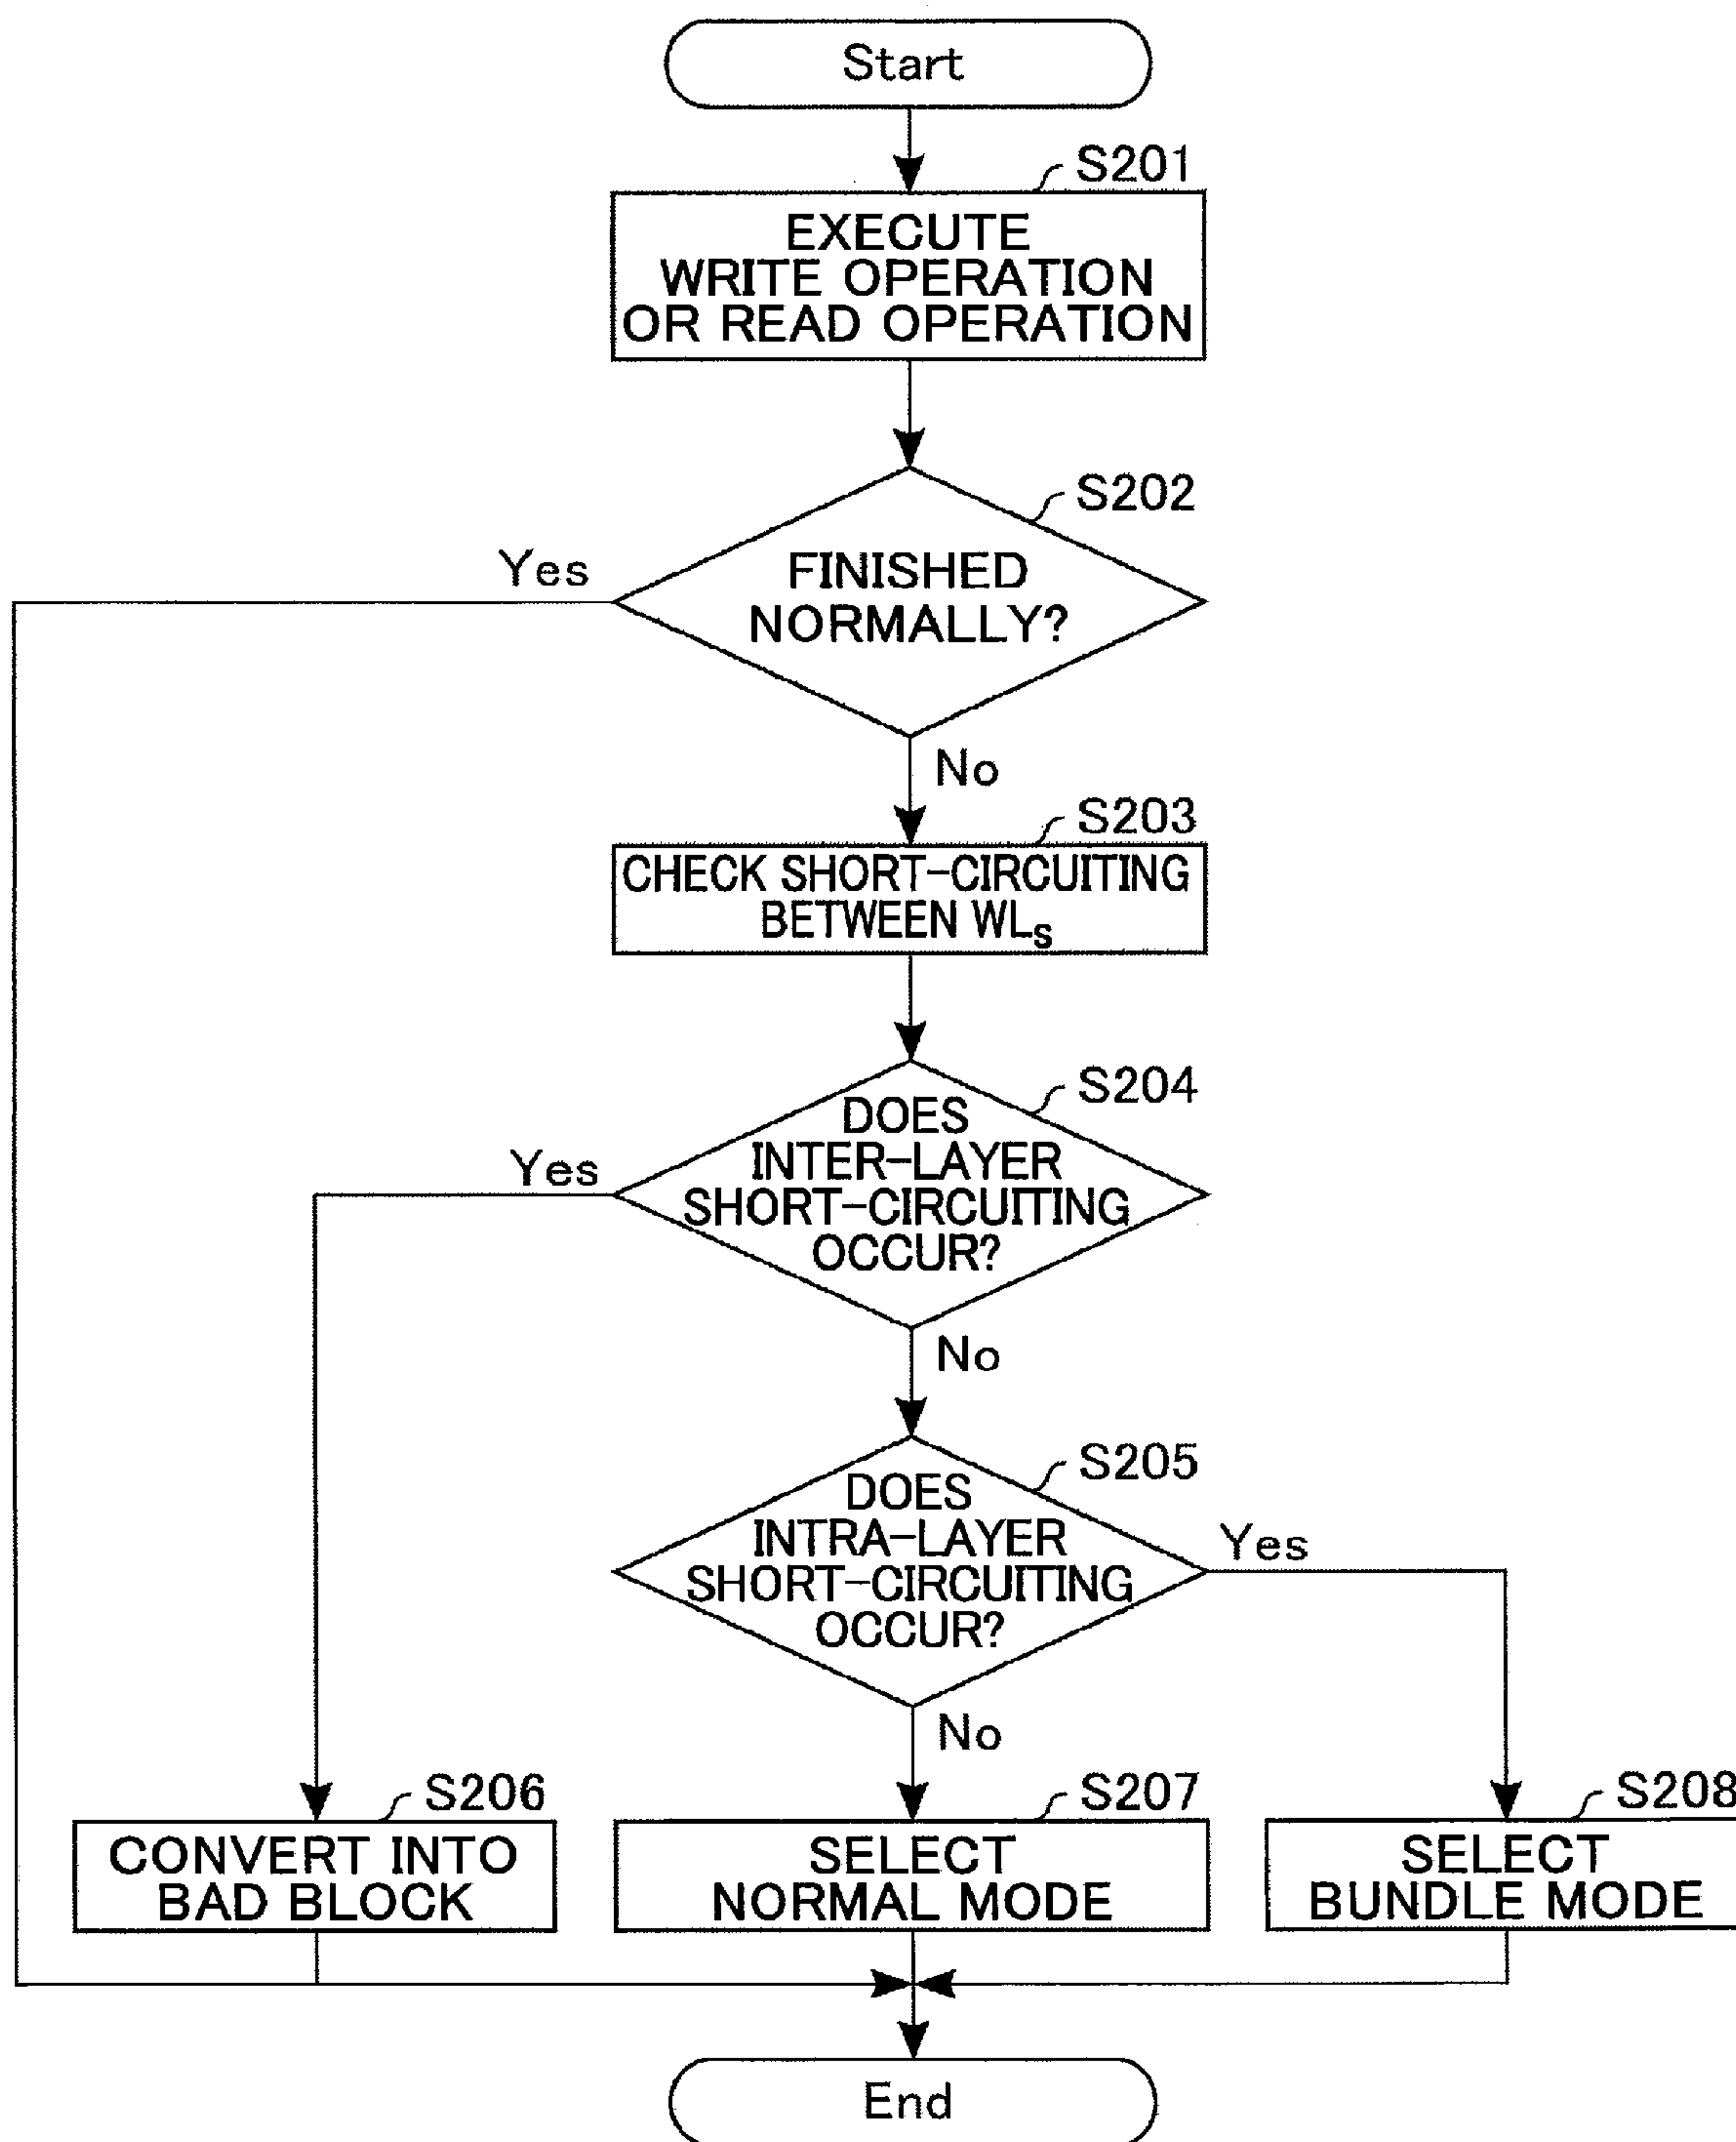 Start
S201
EXECUTE
WRITE OPERATION
OR READ OPERATION
S202
Yes
FINISHED
NORMALLY?
No
S203
CHECK SHORT-CIRCUITING
BETWEEN WLs
S204
Yes
DOES
INTER-LAYER
SHORT-CIRCUITING
OCCUR?
No
S205
Yes
DOES
INTRA-LAYER
SHORT-CIRCUITING
OCCUR?
No
S206
S207
S208
CONVERT INTO
BAD BLOCK
SELECT
NORMAL MODE
SELECT
BUNDLE MODE
End